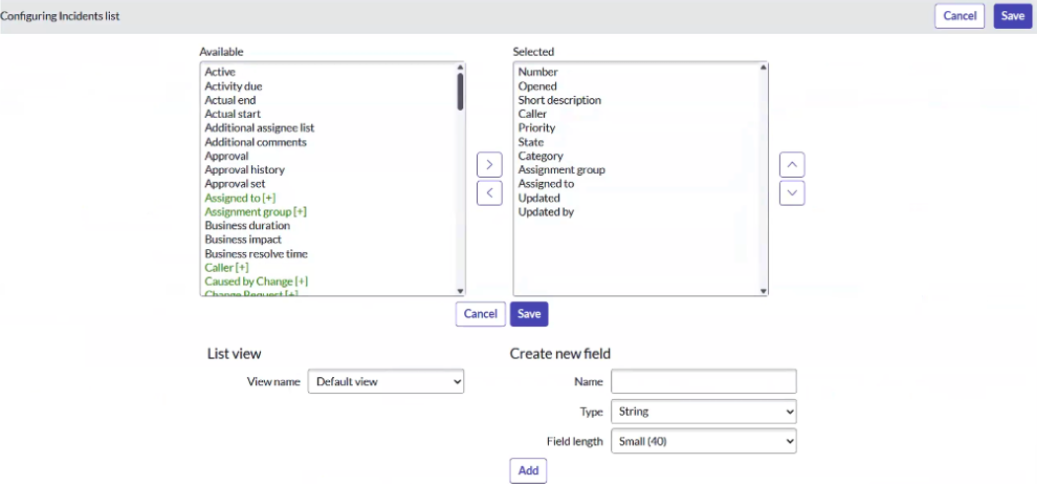 Configuring Incidents list
Cancel
Save
Available
Active
Activity due
Actual end
Actual start
Additional assignee list
Additional comments
Approval
Approval history
Approval set
Assigned to [+]
Assignment group [+]
Business duration
Business impact
Business resolve time
Caller [+]
Caused by Change [+]
Change Request [+]
Selected
Number
Opened
Short description
Caller
Priority
State
Category
Assignment group
Assigned to
Updated
Updated by
Cancel
Save
List view
View name
Default view
Create new field
Name
Type
String
Field length
Small (40)
Add